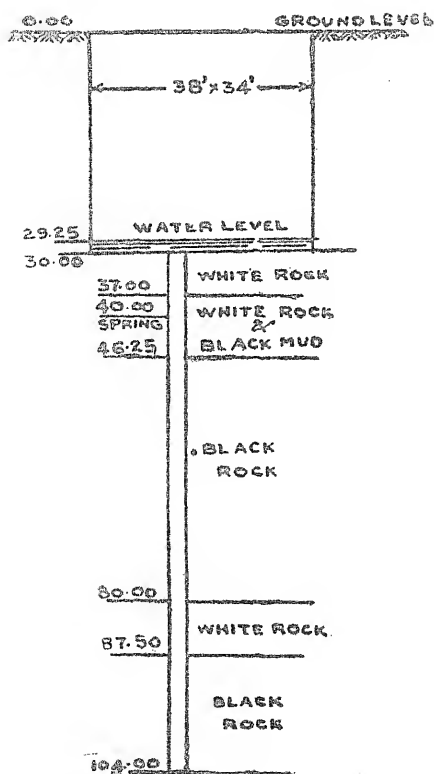 0.00 GROUND LEVEL
38'×34'
29.25 WATER LEVEL
30.00
WHITE ROCK
37.00
40.00 WHITE ROCK
SPRING &
46.25 BLACK MUD
BLACK
ROCK
80.00
WHITE ROCK
87.50
BLACK
ROCK
104.00